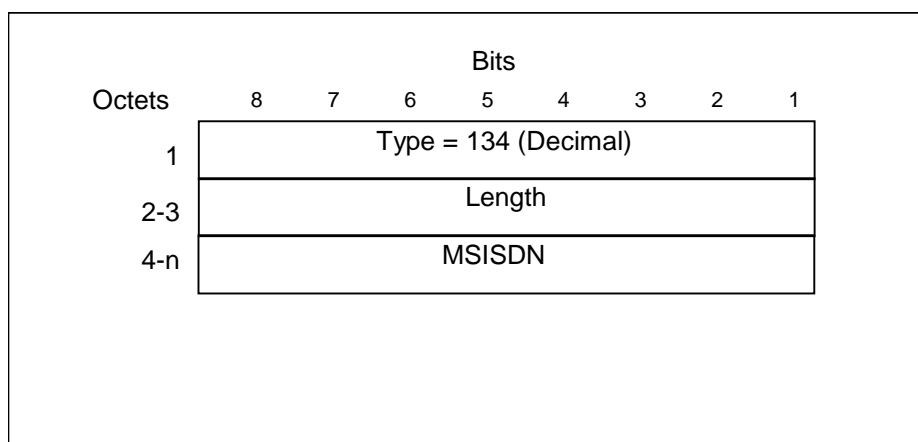 Bits
Octets 8 7 6 5 4 3 2 1
1 Type = 134 (Decimal)
2-3 Length
4-n MSISDN